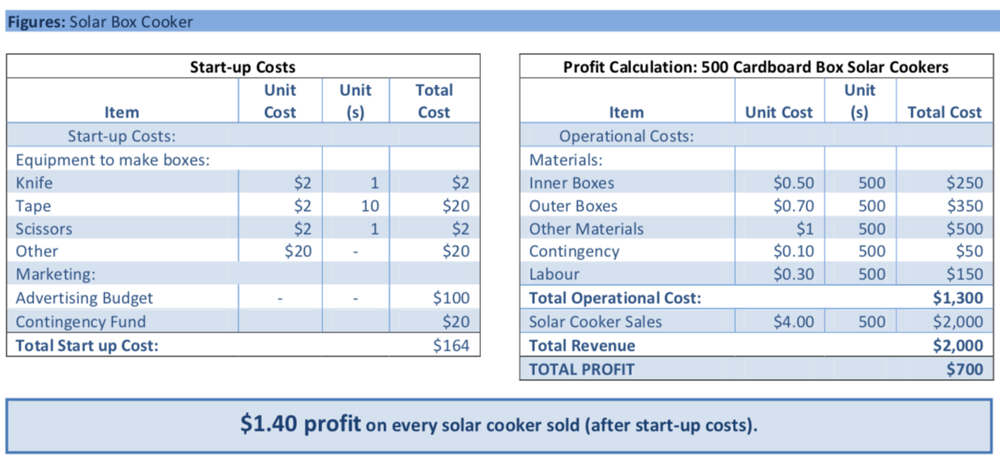 Figures: Solar Box Cooker
Start-up Costs
Item Unit Cost Unit (s) Total Cost
Start-up Costs:
Equipment to make boxes:
Knife $2 1 $2
Tape $2 10 $20
Scissors $2 1 $2
Other $20 - $20
Marketing:
Advertising Budget - - $100
Contingency Fund $20
Total Start up Cost: $164
Profit Calculation: 500 Cardboard Box Solar Cookers
Item Unit Cost Unit (s) Total Cost
Operational Costs:
Materials:
Inner Boxes $0.50 500 $250
Outer Boxes $0.70 500 $350
Other Materials $1 500 $500
Contingency $0.10 500 $50
Labour $0.30 500 $150
Total Operational Cost: $1,300
Solar Cooker Sales $4.00 500 $2,000
Total Revenue $2,000
TOTAL PROFIT $700
$1.40 profit on every solar cooker sold (after start-up costs).